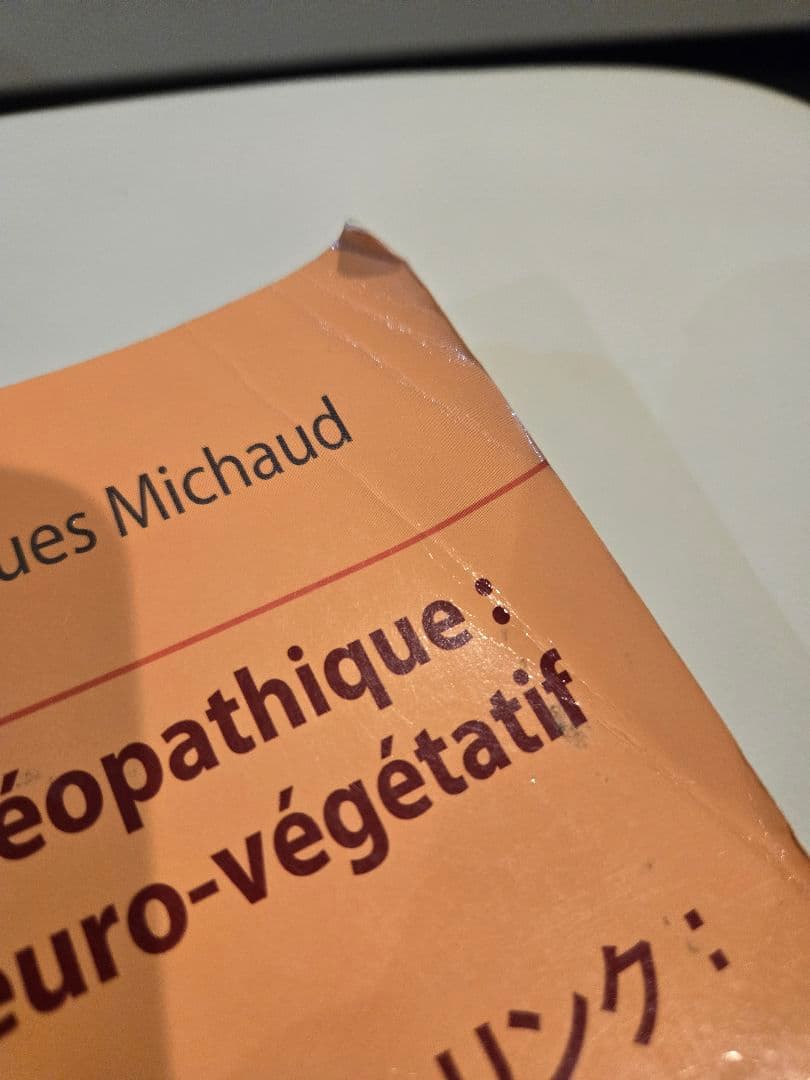 ues Michaud
éopathique :
euro-végétatif
リンク：